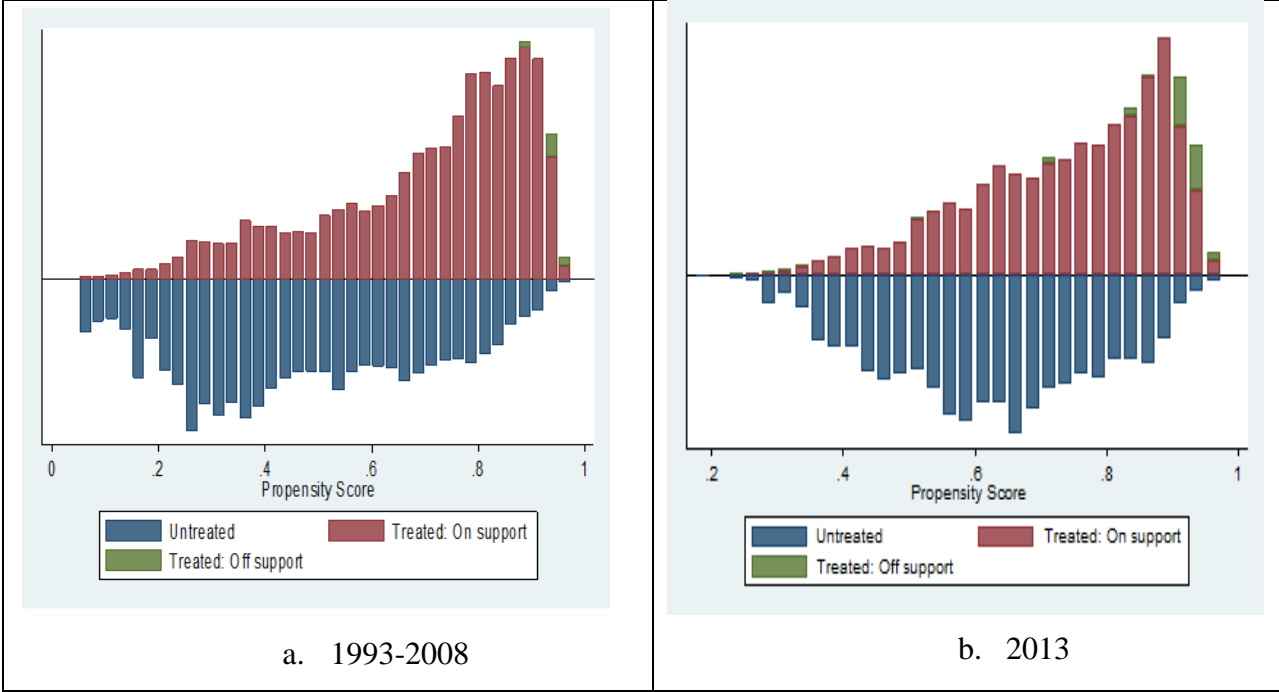 0 .2 .4 .6 .8 1
Propensity Score
Untreated Treated: On support
Treated: Off support
a. 1993-2008
.2 .4 .6 .8 1
Propensity Score
Untreated Treated: On support
Treated: Off support
b. 2013